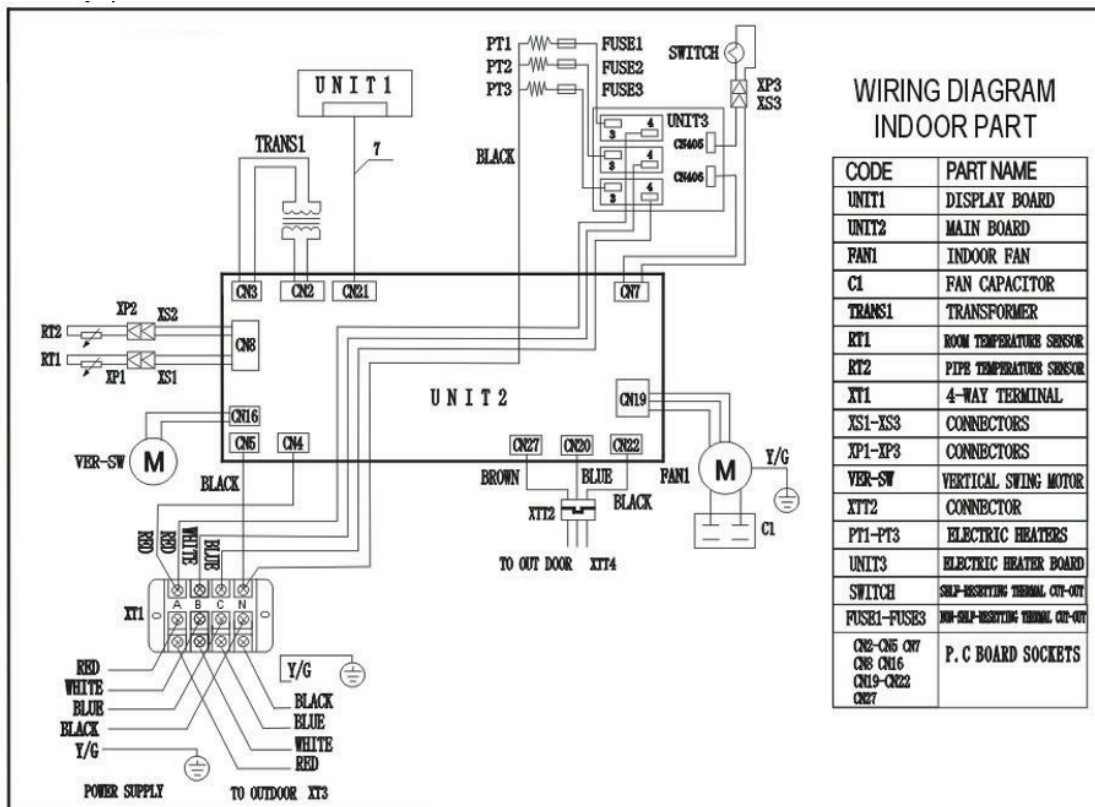 PT1 FUSE1
PT2 FUSE2
PT3 FUSE3
SWITCH
XP3
XS3
UNIT1
UNIT3
4
3
CN405
4
3
CN406
4
3
TRANS1
7
BLACK
CN3 CN2 CN21 CN7
XP2 XS2
RT2
RT1
XP1 XS1
CN8
UNIT2
CN16
CN5 CN4
CN19
CN27 CN20 CN22
VER-SW M
BLACK
BROWN BLUE BLACK
FAN1 M Y/G
C1
XTT2
TO OUT DOOR XTT4
RED RED WHITE BLUE
XT1
A B C N
RED
WHITE
BLUE
BLACK
Y/G
Y/G
BLACK
BLUE
WHITE
RED
POWER SUPPLY TO OUTDOOR XT3
WIRING DIAGRAM
INDOOR PART
CODE PART NAME
UNIT1 DISPLAY BOARD
UNIT2 MAIN BOARD
FAN1 INDOOR FAN
C1 FAN CAPACITOR
TRANS1 TRANSFORMER
RT1 ROOM TEMPERATURE SENSOR
RT2 PIPE TEMPERATURE SENSOR
XT1 4-WAY TERMINAL
XS1-XS3 CONNECTORS
XP1-XP3 CONNECTORS
VER-SW VERTICAL SWING MOTOR
XTT2 CONNECTOR
PT1-PT3 ELECTRIC HEATERS
UNIT3 ELECTRIC HEATER BOARD
SWITCH SELF-RESETTING THERMAL CUT-OUT
FUSE1-FUSE3 NON-SELF-RESETTING THERMAL CUT-OUT
CN2-CN5 CN7 P.C BOARD SOCKETS
CN8 CN16
CN19-CN22
CN27